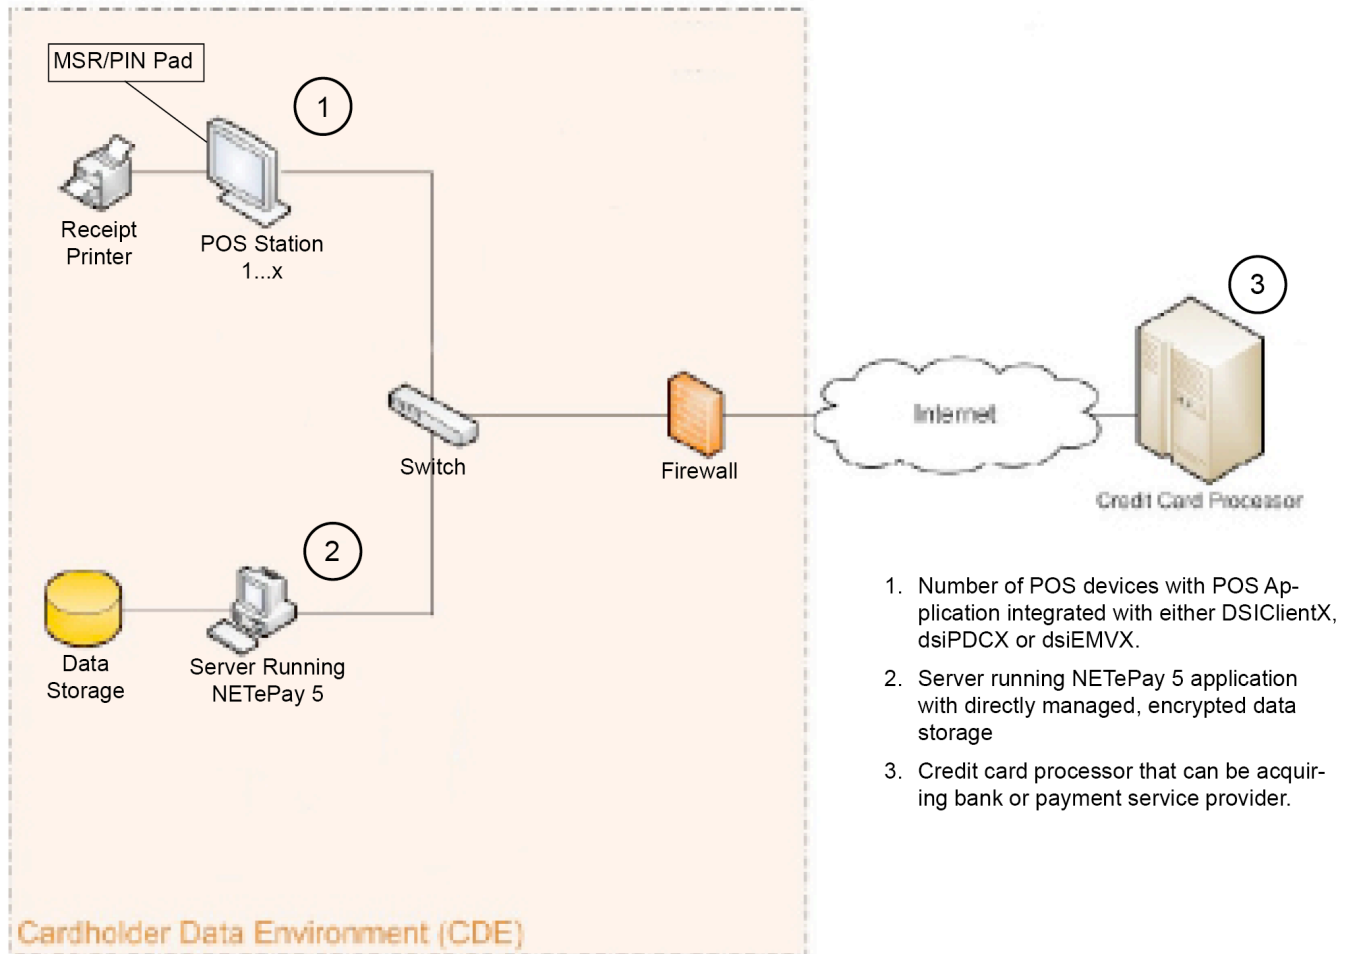 MSR/PIN Pad
1
Receipt
Printer
POS Station
1...x
3
Internet
Switch
Firewall
Credit Card Processor
2
Data
Storage
Server Running
NETePay 5
1. Number of POS devices with POS Ap-
plication integrated with either DSIClientX,
dsiPDCX or dsiEMVX.
2. Server running NETePay 5 application
with directly managed, encrypted data
storage
3. Credit card processor that can be acquir-
ing bank or payment service provider.
Cardholder Data Environment (CDE)